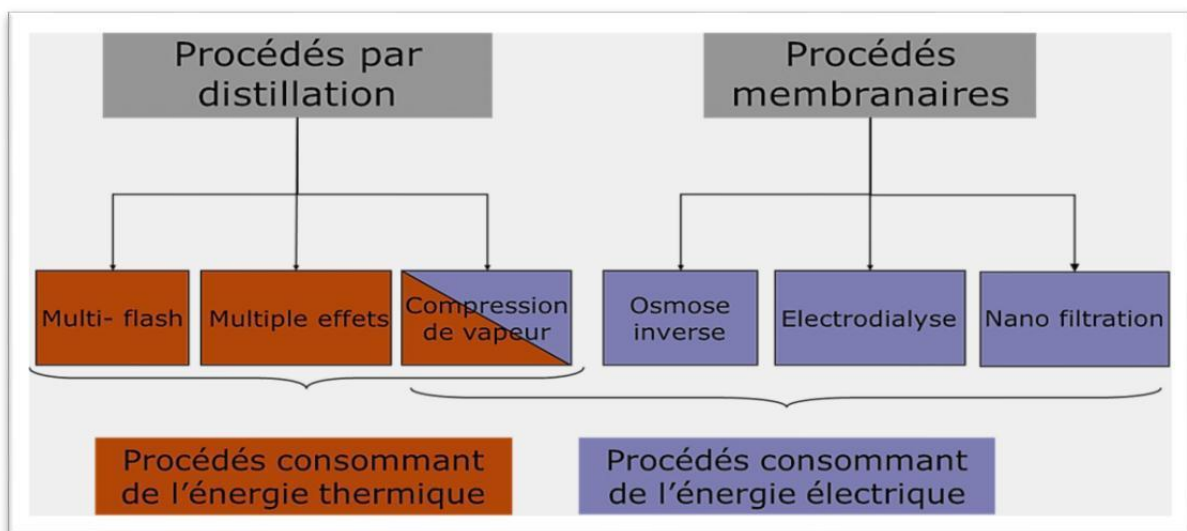 Procédés par
distillation
Procédés
membranaires
Multi- flash
Multiple effets
Compression
de vapeur
Osmose
inverse
Electrodialyse
Nano filtration
Procédés consommant
de l’énergie thermique
Procédés consommant
de l’énergie électrique